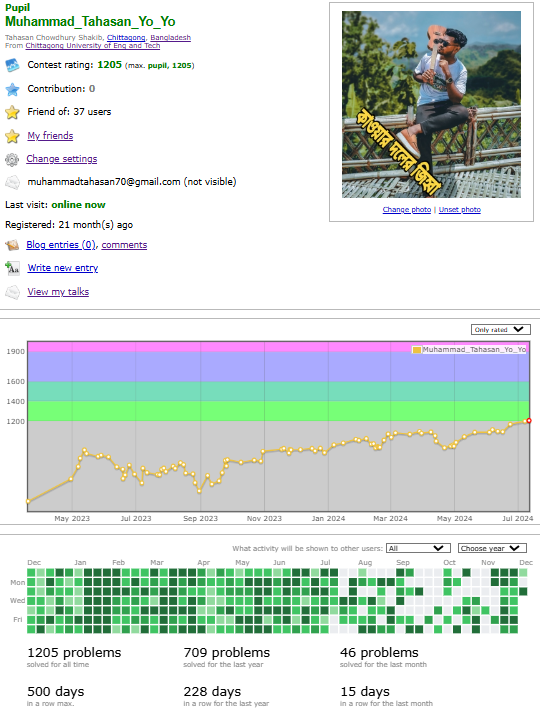 Pupil
Muhammad_Tahasan_Yo_Yo
Tahasan Chowdhury Shakib, Chittagong, Bangladesh
From Chittagong University of Eng and Tech
Contest rating: 1205 (max. pupil, 1205)
Contribution: 0
Friend of: 37 users
My friends
Change settings
muhammadtahasan70@gmail.com (not visible)
Last visit: online now
Registered: 21 month(s) ago
Blog entries (0), comments
Write new entry
View my talks
Change photo | Unset photo
Only rated
Muhammad_Tahasan_Yo_Yo
1900
1600
1400
1200
May 2023 Jul 2023 Sep 2023 Nov 2023 Jan 2024 Mar 2024 May 2024 Jul 2024
What activity will be shown to other users: All Choose year
Dec Jan Feb Mar Apr May Jun Jul Aug Sep Oct Nov Dec
Mon
Wed
Fri
1205 problems 709 problems 46 problems
solved for all time solved for the last year solved for the last month
500 days 228 days 15 days
in a row max. in a row for the last year in a row for the last month